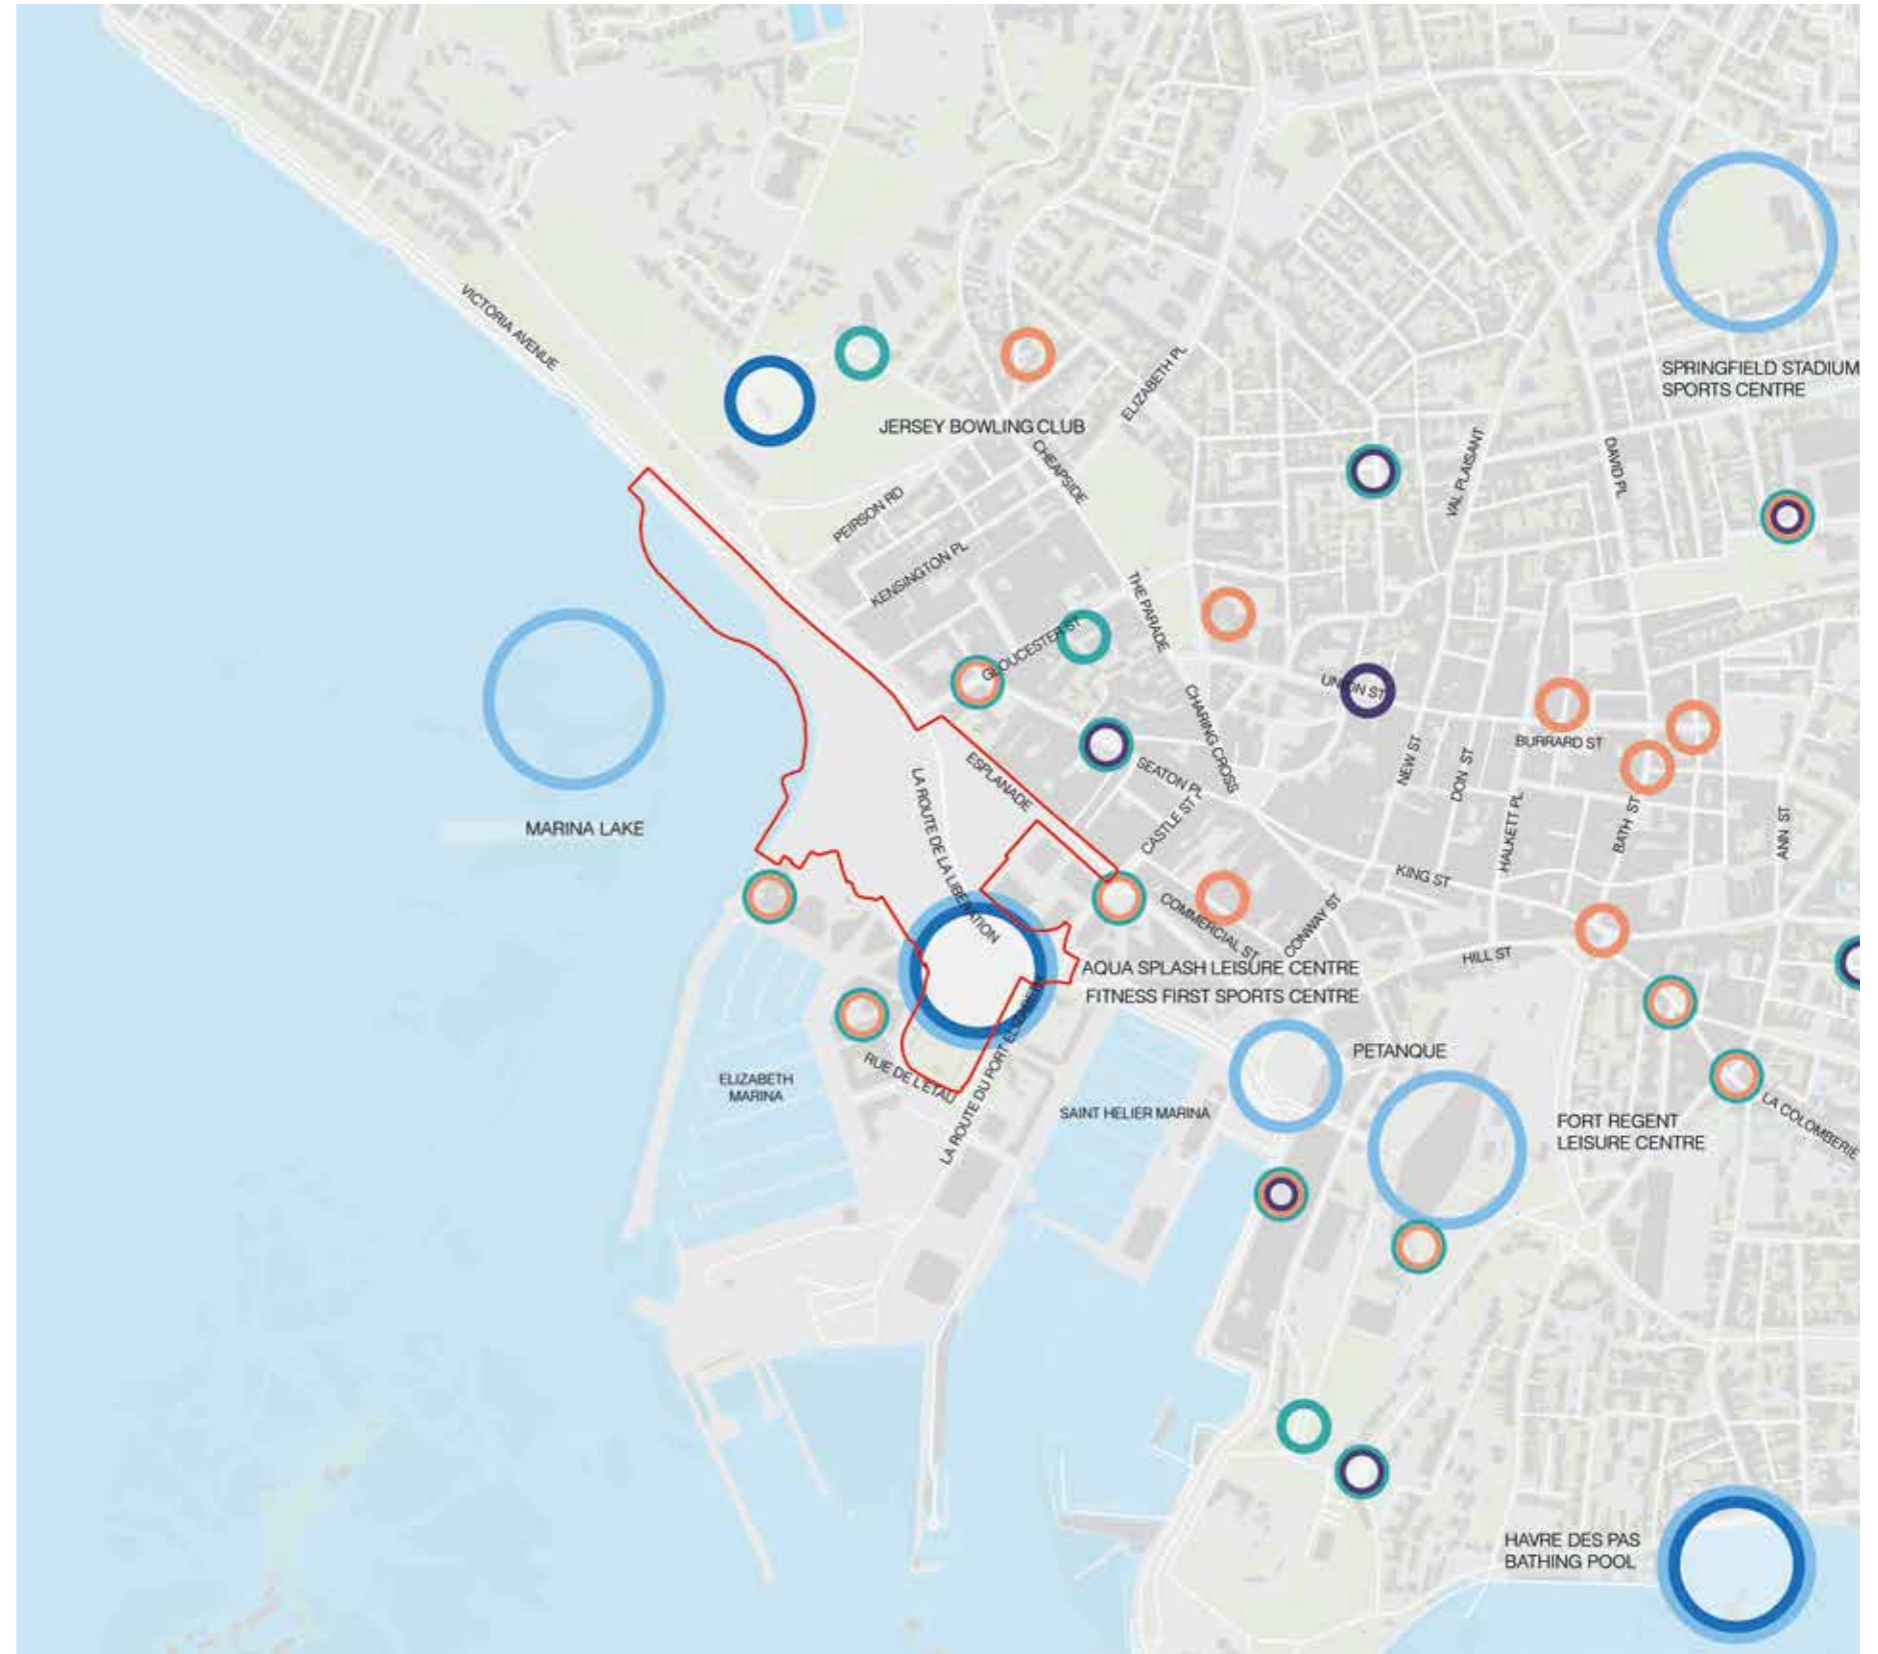 VICTORIA AVENUE
SPRINGFIELD STADIUM
SPORTS CENTRE
ELIZABETH PL
JERSEY BOWLING CLUB
CHEAPSIDE
VAL PLAISANT
DAVID PL
PEIRSON RD
KENSINGTON PL
THE PARADE
GLOUCESTER ST
UNION ST
CHARING CROSS
BURRARD ST
NEW ST
DON ST
SEATON PL
ESPLANADE
LA ROUTE DE LA LIBERATION
CASTLE ST
HALKETT PL
BATH ST
ANN ST
MARINA LAKE
KING ST
COMMERCIAL ST
CONWAY ST
HILL ST
AQUA SPLASH LEISURE CENTRE
FITNESS FIRST SPORTS CENTRE
PETANQUE
RUE DE L'ETAU
ELIZABETH
MARINA
LA ROUTE DU PORT ELIZABETH
SAINT HELIER MARINA
FORT REGENT
LEISURE CENTRE
LA COLOMBERIE
HAVRE DES PAS
BATHING POOL